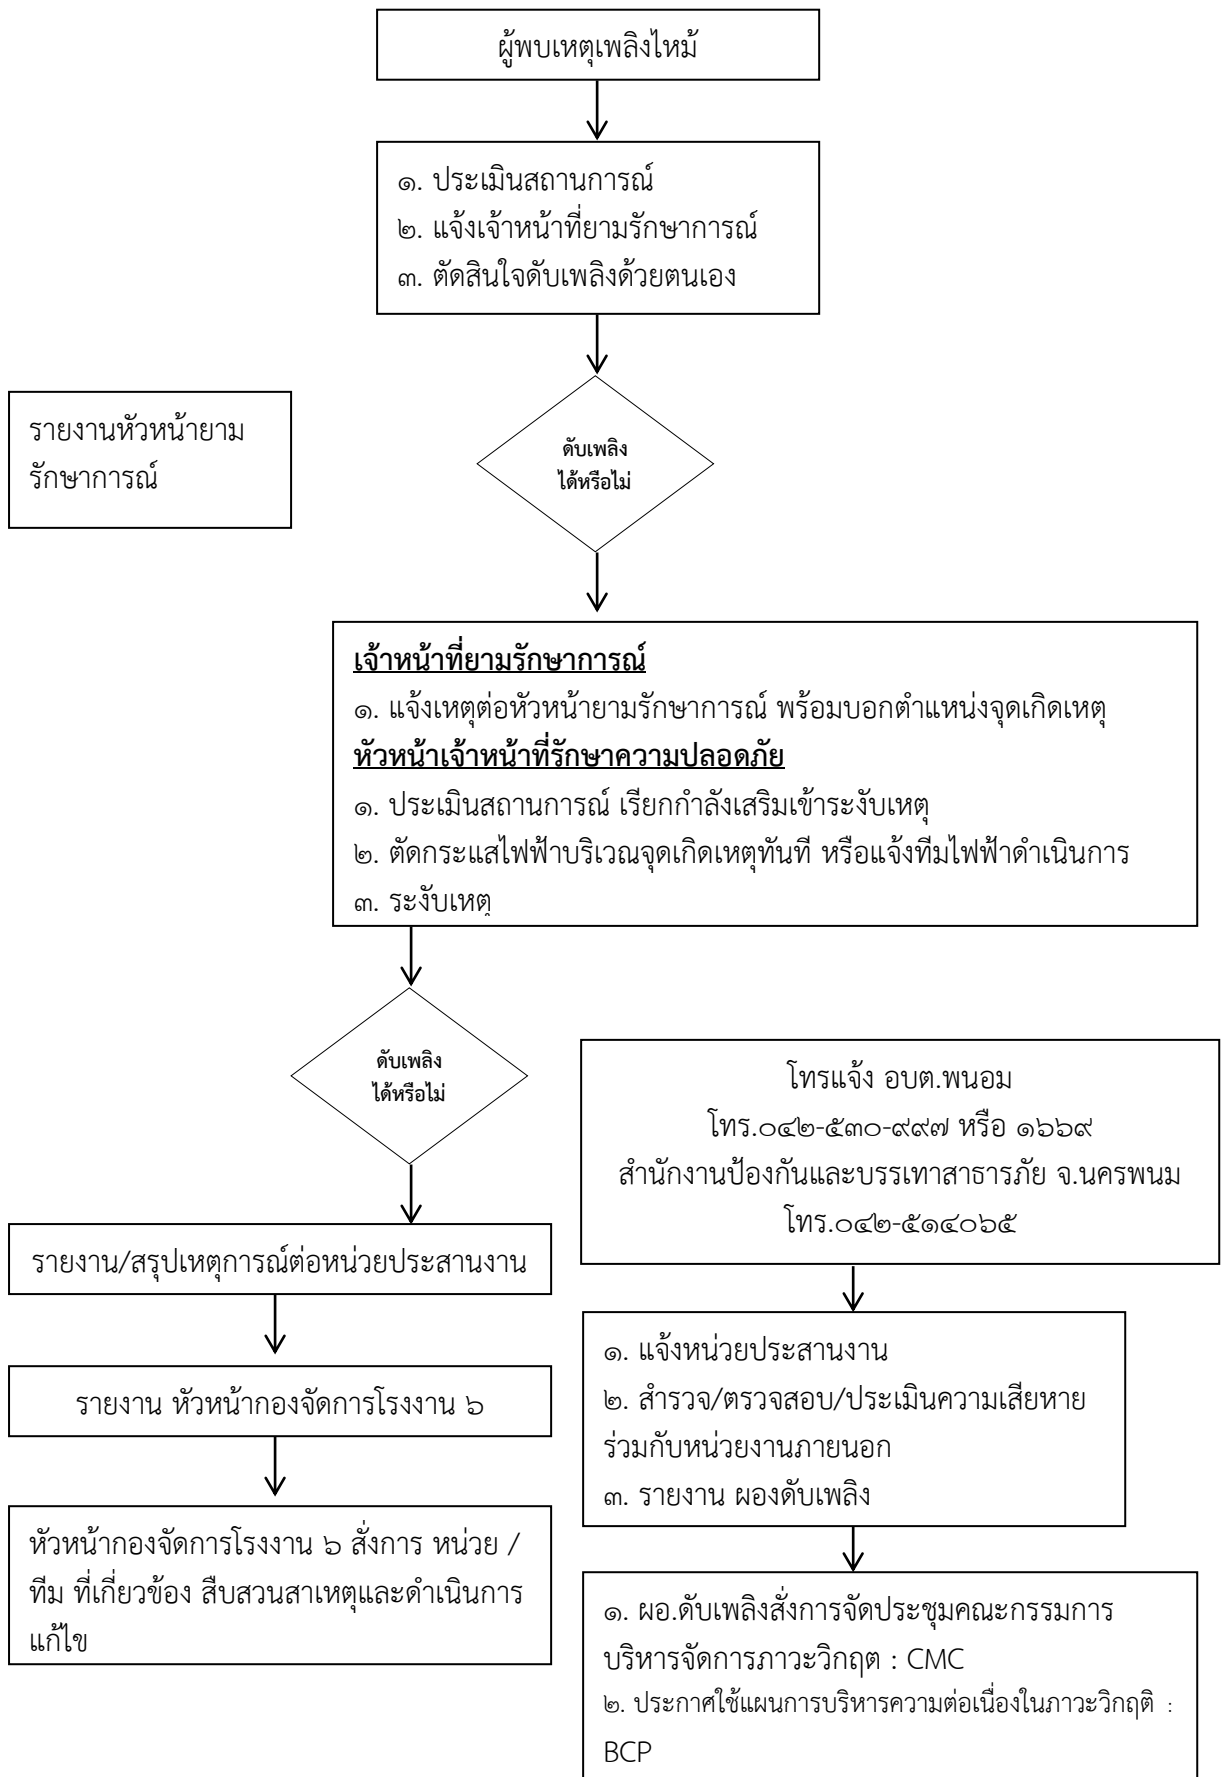 ผู้พบเหตุเพลิงไหม้
๑. ประเมินสถานการณ์
๒. แจ้งเจ้าหน้าที่ยามรักษาการณ์
๓. ตัดสินใจดับเพลิงด้วยตนเอง
รายงานหัวหน้ายาม
รักษาการณ์
ดับเพลิง
ได้หรือไม่
เจ้าหน้าที่ยามรักษาการณ์
๑. แจ้งเหตุต่อหัวหน้ายามรักษาการณ์ พร้อมบอกตำแหน่งจุดเกิดเหตุ
หัวหน้าเจ้าหน้าที่รักษาความปลอดภัย
๑. ประเมินสถานการณ์ เรียกกำลังเสริมเข้าระงับเหตุ
๒. ตัดกระแสไฟฟ้าบริเวณจุดเกิดเหตุทันที หรือแจ้งทีมไฟฟ้าดำเนินการ
๓. ระงับเหตุ
ดับเพลิง
ได้หรือไม่
รายงาน/สรุปเหตุการณ์ต่อหน่วยประสานงาน
รายงาน หัวหน้ากองจัดการโรงงาน ๖
หัวหน้ากองจัดการโรงงาน ๖ สั่งการ หน่วย /
ทีม ที่เกี่ยวข้อง สืบสวนสาเหตุและดำเนินการ
แก้ไข
โทรแจ้ง อบต.พนอม
โทร.๐๔๒-๕๓๐-๙๙๗ หรือ ๑๖๖๙
สำนักงานป้องกันและบรรเทาสาธารภัย จ.นครพนม
โทร.๐๔๒-๕๑๔๐๖๕
๑. แจ้งหน่วยประสานงาน
๒. สำรวจ/ตรวจสอบ/ประเมินความเสียหาย
ร่วมกับหน่วยงานภายนอก
๓. รายงาน ผองดับเพลิง
๑. ผอ.ดับเพลิงสั่งการจัดประชุมคณะกรรมการ
บริหารจัดการภาวะวิกฤต : CMC
๒. ประกาศใช้แผนการบริหารความต่อเนื่องในภาวะวิกฤติ :
BCP